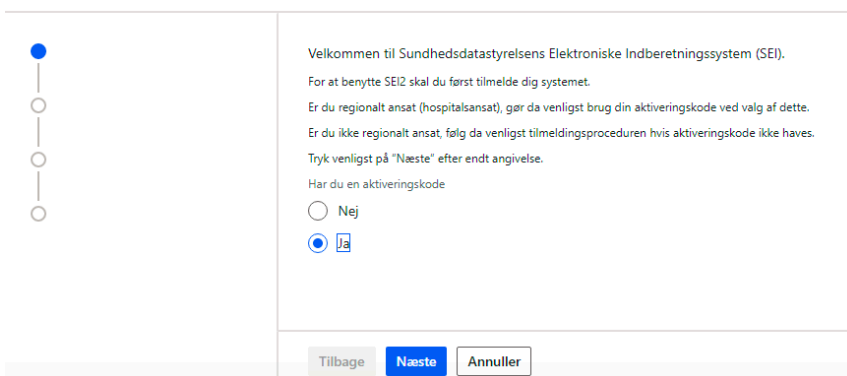 Velkommen til Sundhedsdatastyrelsens Elektroniske Indberetningssystem (SEI).
For at benytte SEI2 skal du først tilmelde dig systemet.
Er du regionalt ansat (hospitalsansat), gør da venligst brug din aktiveringskode ved valg af dette.
Er du ikke regionalt ansat, følg da venligst tilmeldingsproceduren hvis aktiveringskode ikke haves.
Tryk venligst på "Næste" efter endt angivelse.
Har du en aktiveringskode
Nej
Ja
Tilbage Næste Annuller